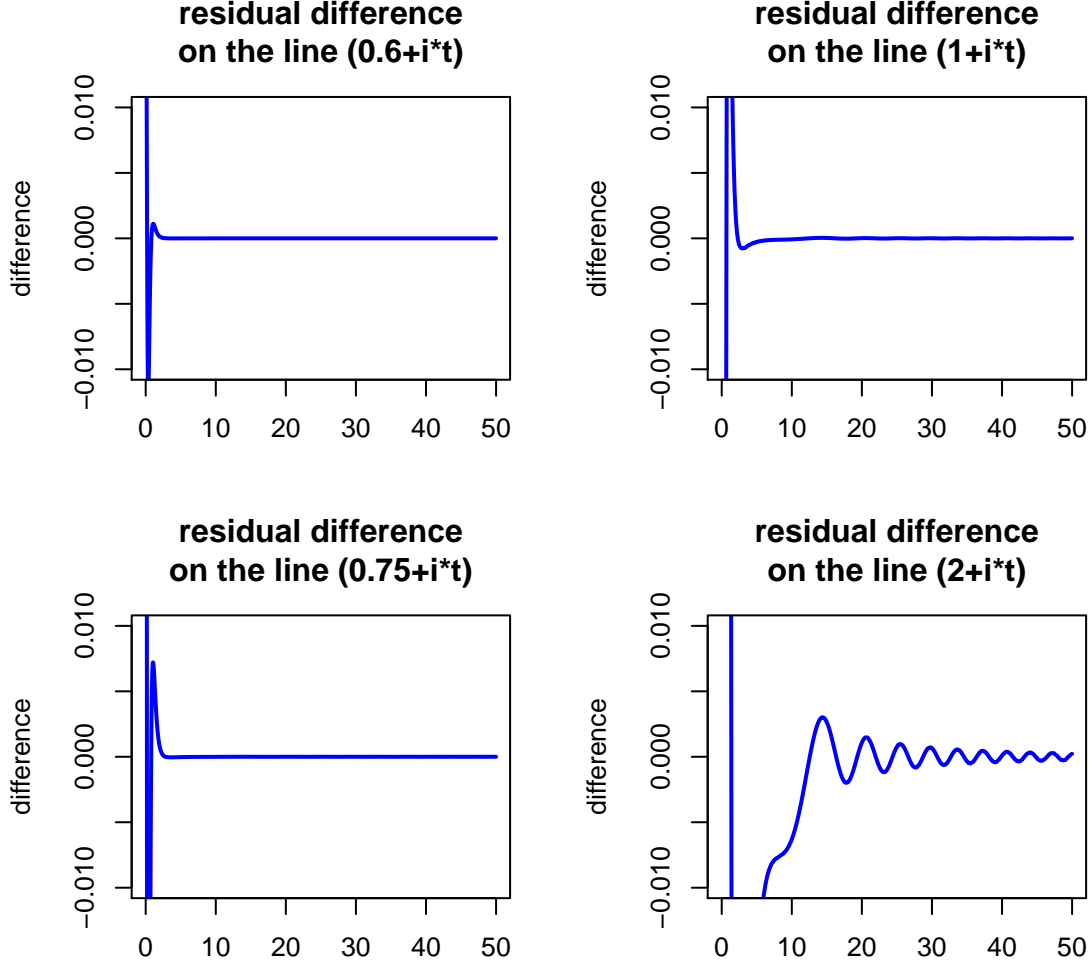 residual difference
on the line (0.6+i*t)
difference
0.010
0.000
−0.010
0 10 20 30 40 50
residual difference
on the line (1+i*t)
difference
0.010
0.000
−0.010
0 10 20 30 40 50
residual difference
on the line (0.75+i*t)
difference
0.010
0.000
−0.010
0 10 20 30 40 50
residual difference
on the line (2+i*t)
difference
0.010
0.000
−0.010
0 10 20 30 40 50